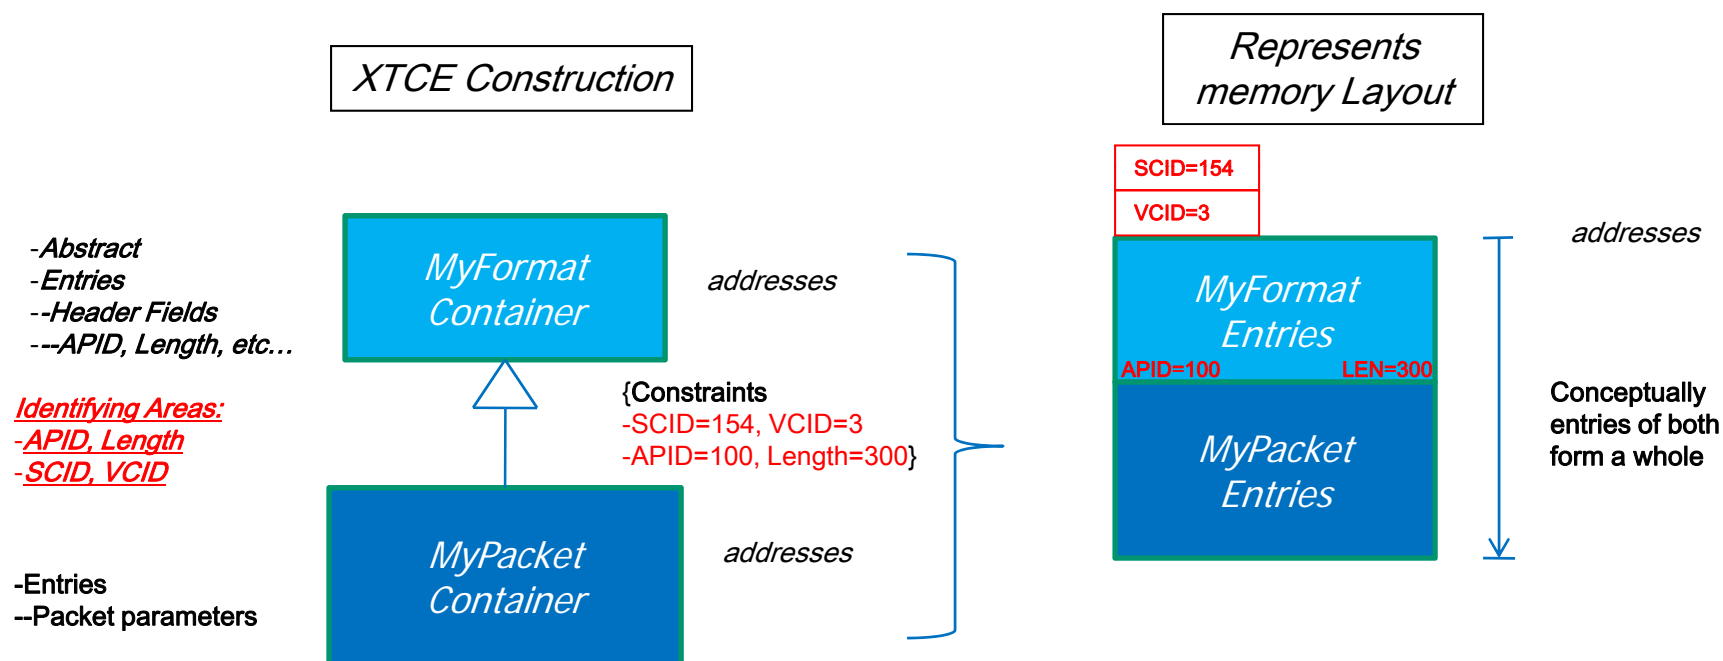 XTCE Construction
Represents
memory Layout
SCID=154
VCID=3
-Abstract
-Entries
--Header Fields
---APID, Length, etc...
Identifying Areas:
-APID, Length
-SCID, VCID
MyFormat
Container
addresses
{Constraints
-SCID=154, VCID=3
-APID=100, Length=300}
MyPacket
Container
addresses
-Entries
--Packet parameters
MyFormat
Entries
APID=100
LEN=300
MyPacket
Entries
addresses
Conceptually
entries of both
form a whole